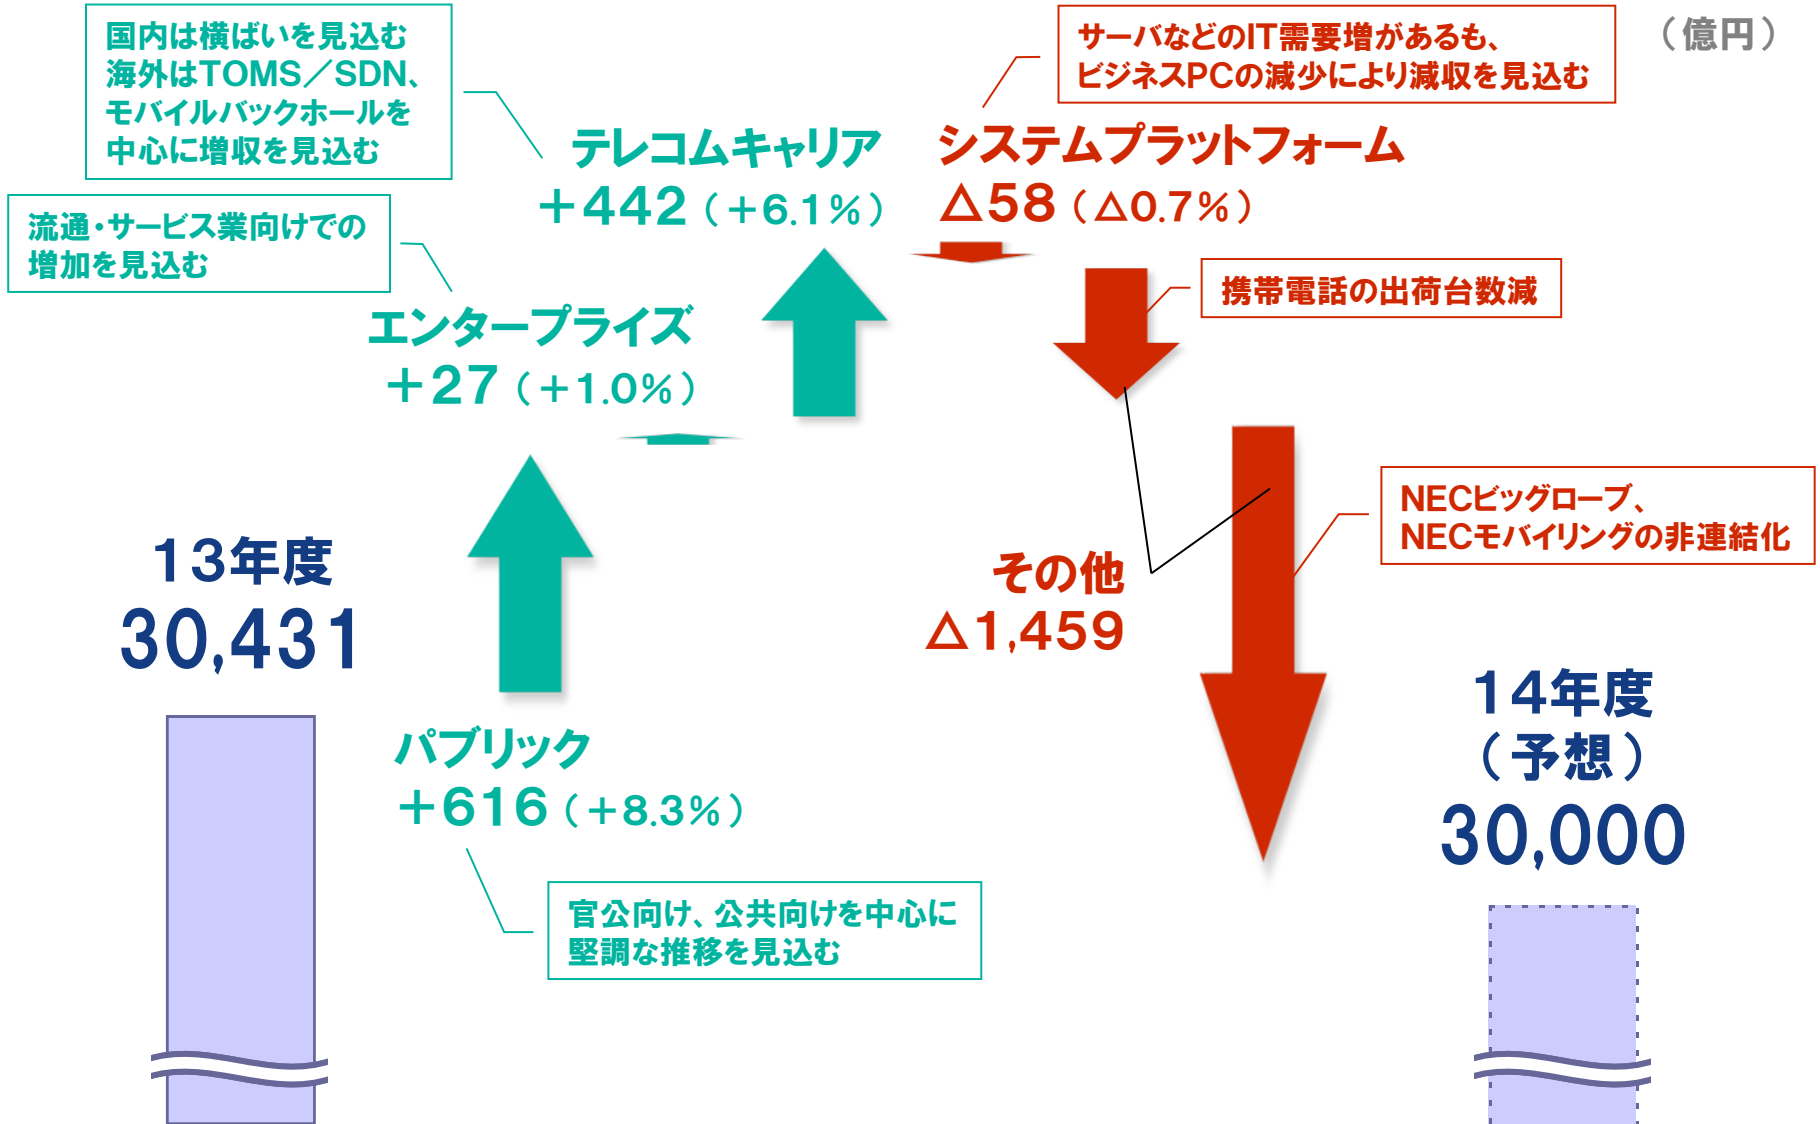 （億円）
国内は横ばいを見込む
海外はTOMS／SDN、
モバイルバックホールを
中心に増収を見込む
サーバなどのIT需要増があるも、
ビジネスPCの減少により減収を見込む
テレコムキャリア
＋442（＋6.1％）
システムプラットフォーム
△58（△0.7％）
流通・サービス業向けでの
増加を見込む
携帯電話の出荷台数減
エンタープライズ
＋27（＋1.0％）
NECビッグローブ、
NECモバイリングの非連結化
13年度
30,431
その他
△1,459
パブリック
＋616（＋8.3％）
14年度
（予想）
30,000
官公向け、公共向けを中心に
堅調な推移を見込む